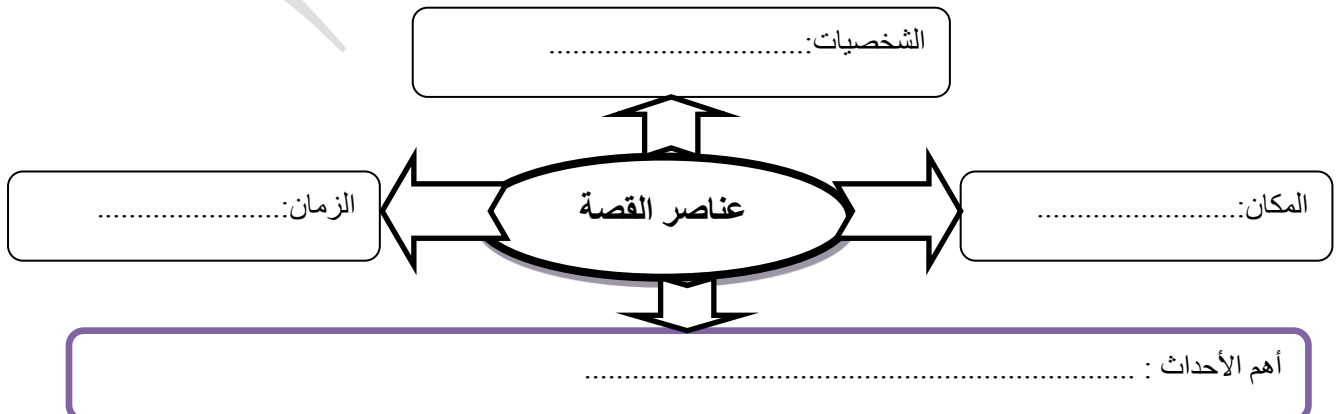 الشخصيات:................................
عناصر القصة
المكان:.........................
الزمان:.......................
أهم الأحداث : .....................................................................